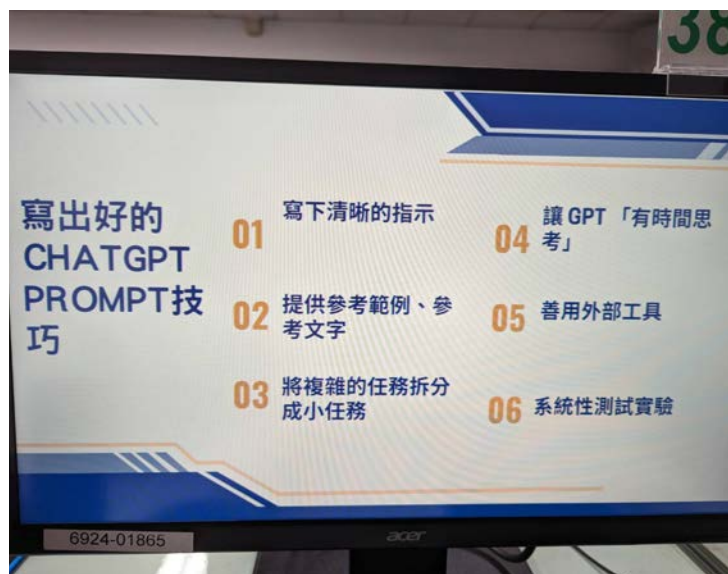 38
寫出好的
CHATGPT
PROMPT技
巧
01
寫下清晰的指示
02
提供參考範例、參
考文字
03
將複雜的任務拆分
成小任務
04
讓 GPT 「有時間思
考」
05
善用外部工具
06
系統性測試實驗
6924-01865
acer